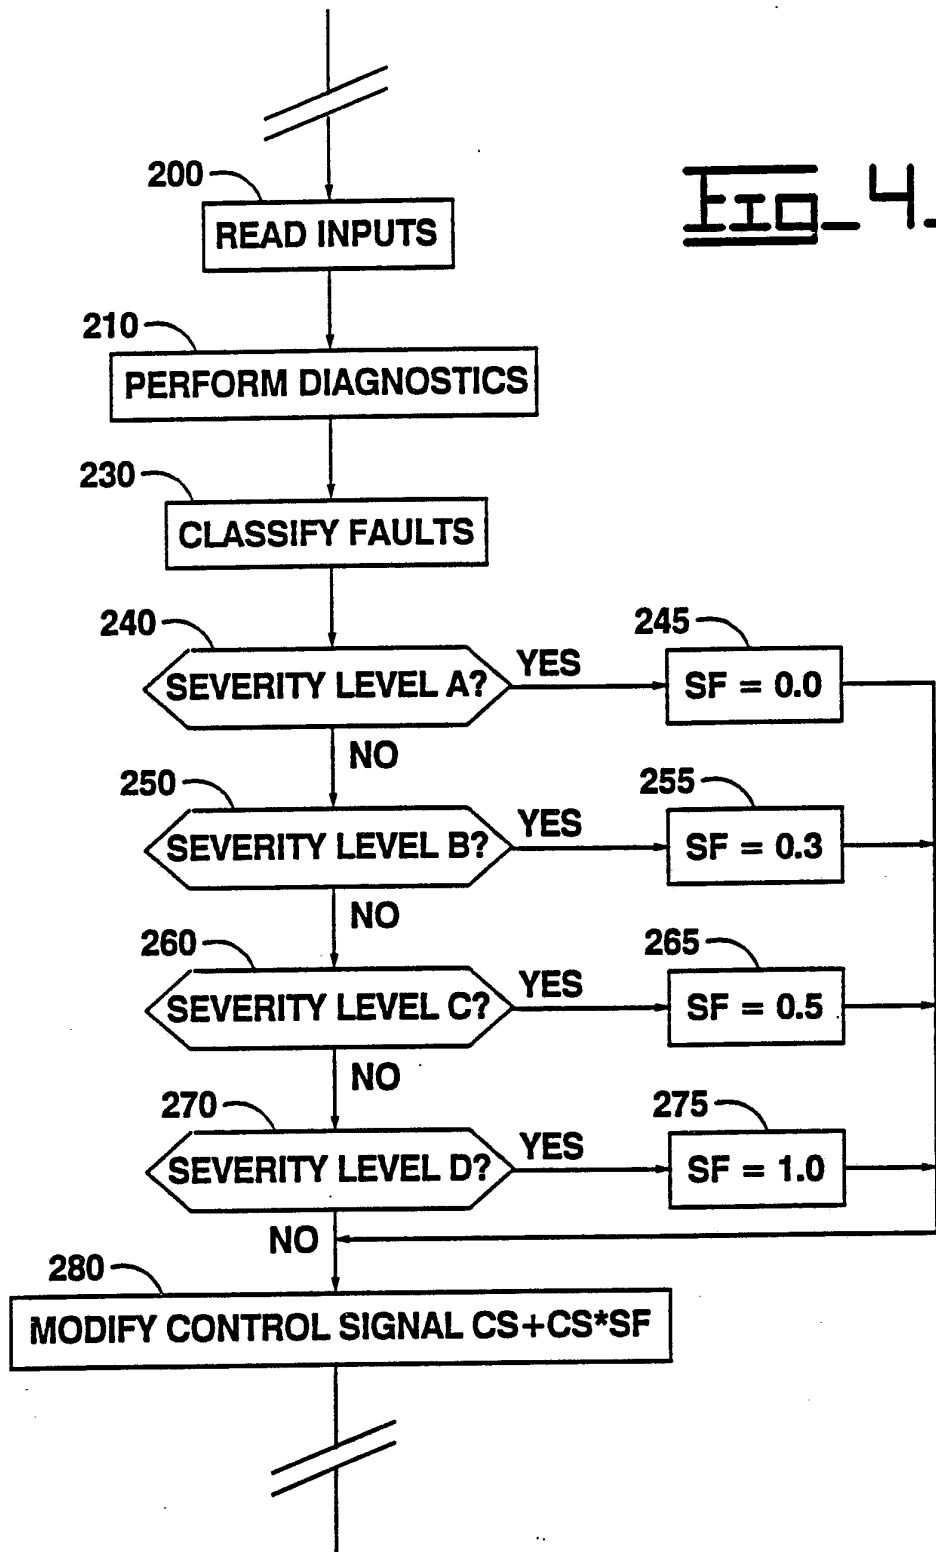 Fig_4_
200
READ INPUTS
210
PERFORM DIAGNOSTICS
230
CLASSIFY FAULTS
240
SEVERITY LEVEL A?
YES
245
SF = 0.0
NO
250
SEVERITY LEVEL B?
YES
255
SF = 0.3
NO
260
SEVERITY LEVEL C?
YES
265
SF = 0.5
NO
270
SEVERITY LEVEL D?
YES
275
SF = 1.0
NO
280
MODIFY CONTROL SIGNAL CS+CS*SF